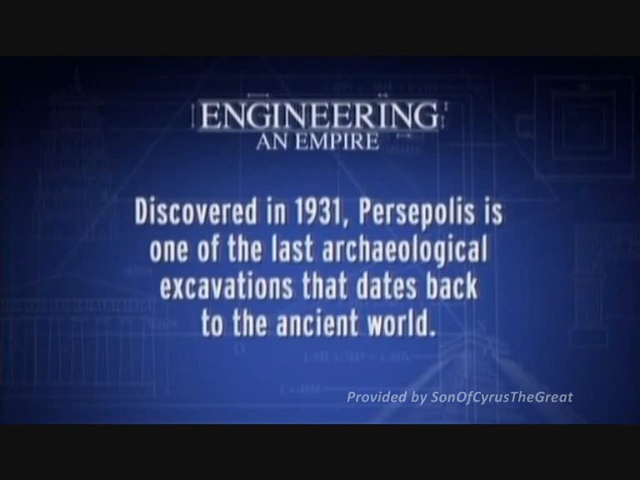 ENGINEERING
AN EMPIRE
Discovered in 1931, Persepolis is
one of the last archaeological
excavations that dates back
to the ancient world.
Provided by SonOfCyrusTheGreat